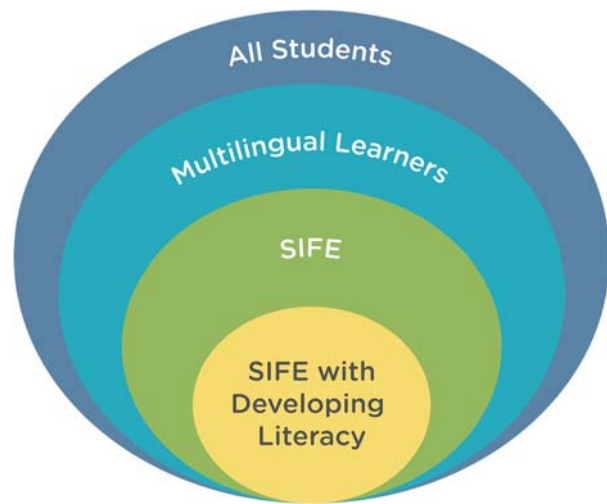 All Students
Multilingual Learners
SIFE
SIFE with
Developing
Literacy